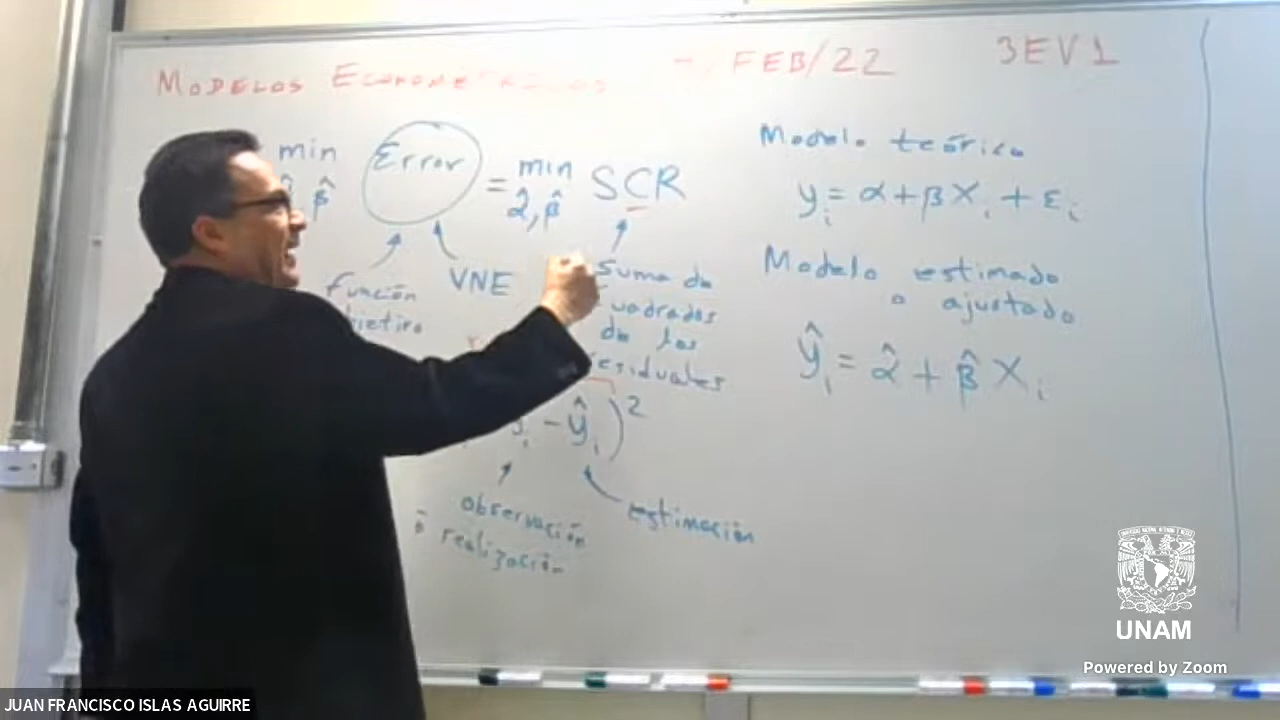 MODELOS ECONOMÉTRICOS
FEB/22
3EV1
min
β̂
Error
= min
α̂, β̂
SCR
función
VNE
Suma de
cuadrados
de los
residuales
- ŷi)²
observación
o realización
estimación
Modelo teórico
yi = α + βXi + εi
Modelo estimado
o ajustado
ŷi = α̂ + β̂Xi
UNAM
Powered by Zoom
JUAN FRANCISCO ISLAS AGUIRRE